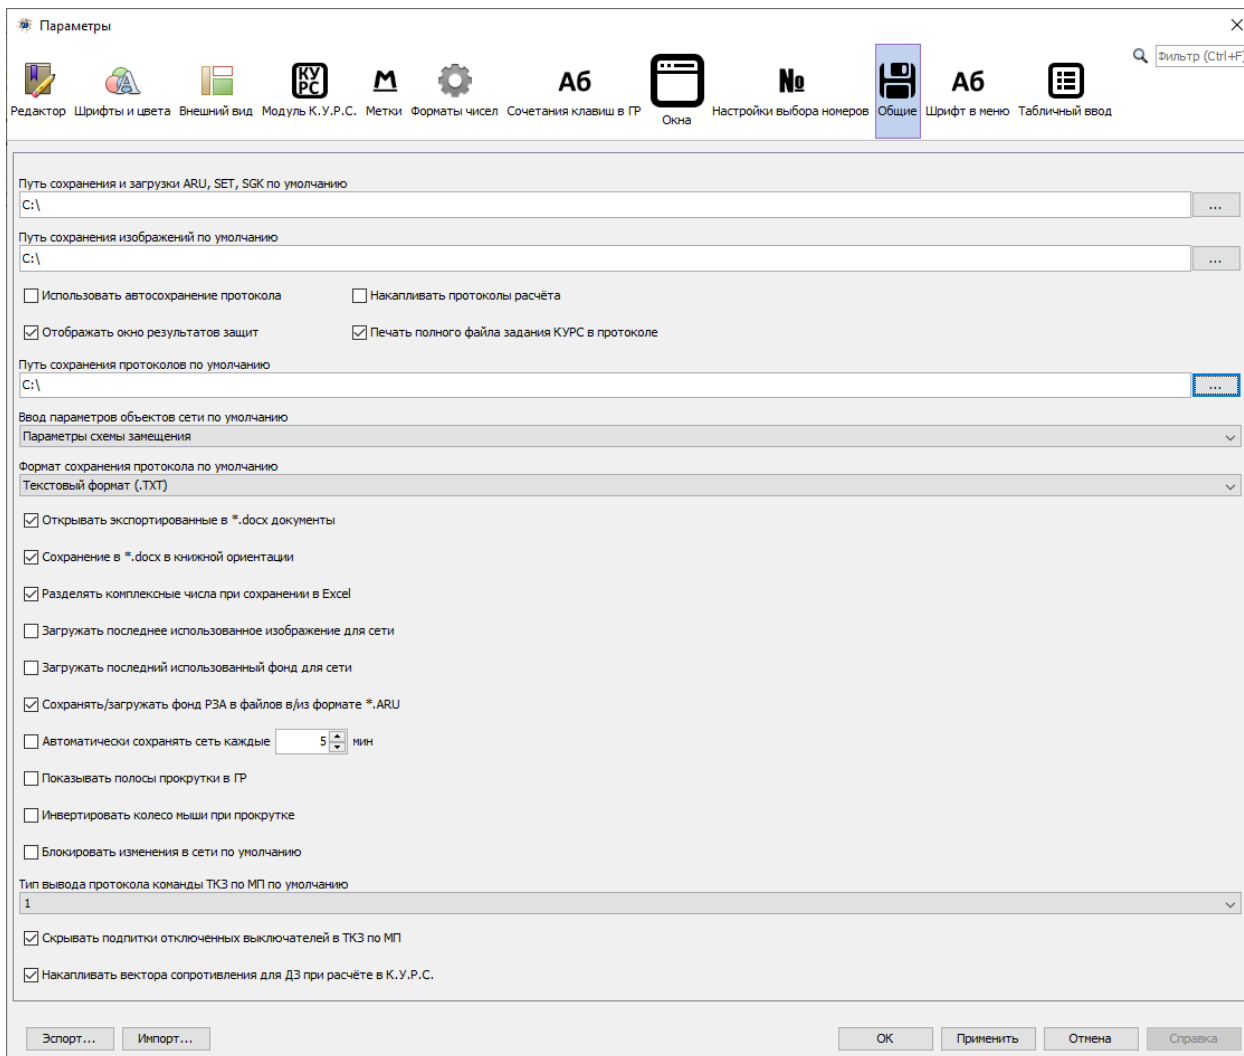 Параметры
Фильтр (Ctrl+F)
КУ
РС
М
Аб
№
Аб
Редактор Шрифты и цвета Внешний вид Модуль К.У.Р.С. Метки Форматы чисел Сочетания клавиш в ГР Окна Настройки выбора номеров Общие Шрифт в меню Табличный ввод
Путь сохранения и загрузки ARU, SET, SGK по умолчанию
C:\ ...
Путь сохранения изображений по умолчанию
C:\ ...
Использовать автосохранение протокола Накапливать протоколы расчёта
Отображать окно результатов защит Печать полного файла задания КУРС в протоколе
Путь сохранения протоколов по умолчанию
C:\ ...
Ввод параметров объектов сети по умолчанию
Параметры схемы замещения
Формат сохранения протокола по умолчанию
Текстовый формат (.TXT)
Открывать экспортированные в *.docx документы
Сохранение в *.docx в книжной ориентации
Разделять комплексные числа при сохранении в Excel
Загружать последнее использованное изображение для сети
Загружать последний использованный фонд для сети
Сохранять/загружать фонд РЗА в файлов в/из формате *.ARU
Автоматически сохранять сеть каждые 5 мин
Показывать полосы прокрутки в ГР
Инвертировать колесо мыши при прокрутке
Блокировать изменения в сети по умолчанию
Тип вывода протокола команды ТКЗ по МП по умолчанию
1
Скрывать подпитки отключенных выключателей в ТКЗ по МП
Накапливать вектора сопротивления для ДЗ при расчёте в К.У.Р.С.
Эспорт... Импорт... ОК Применить Отмена Справка